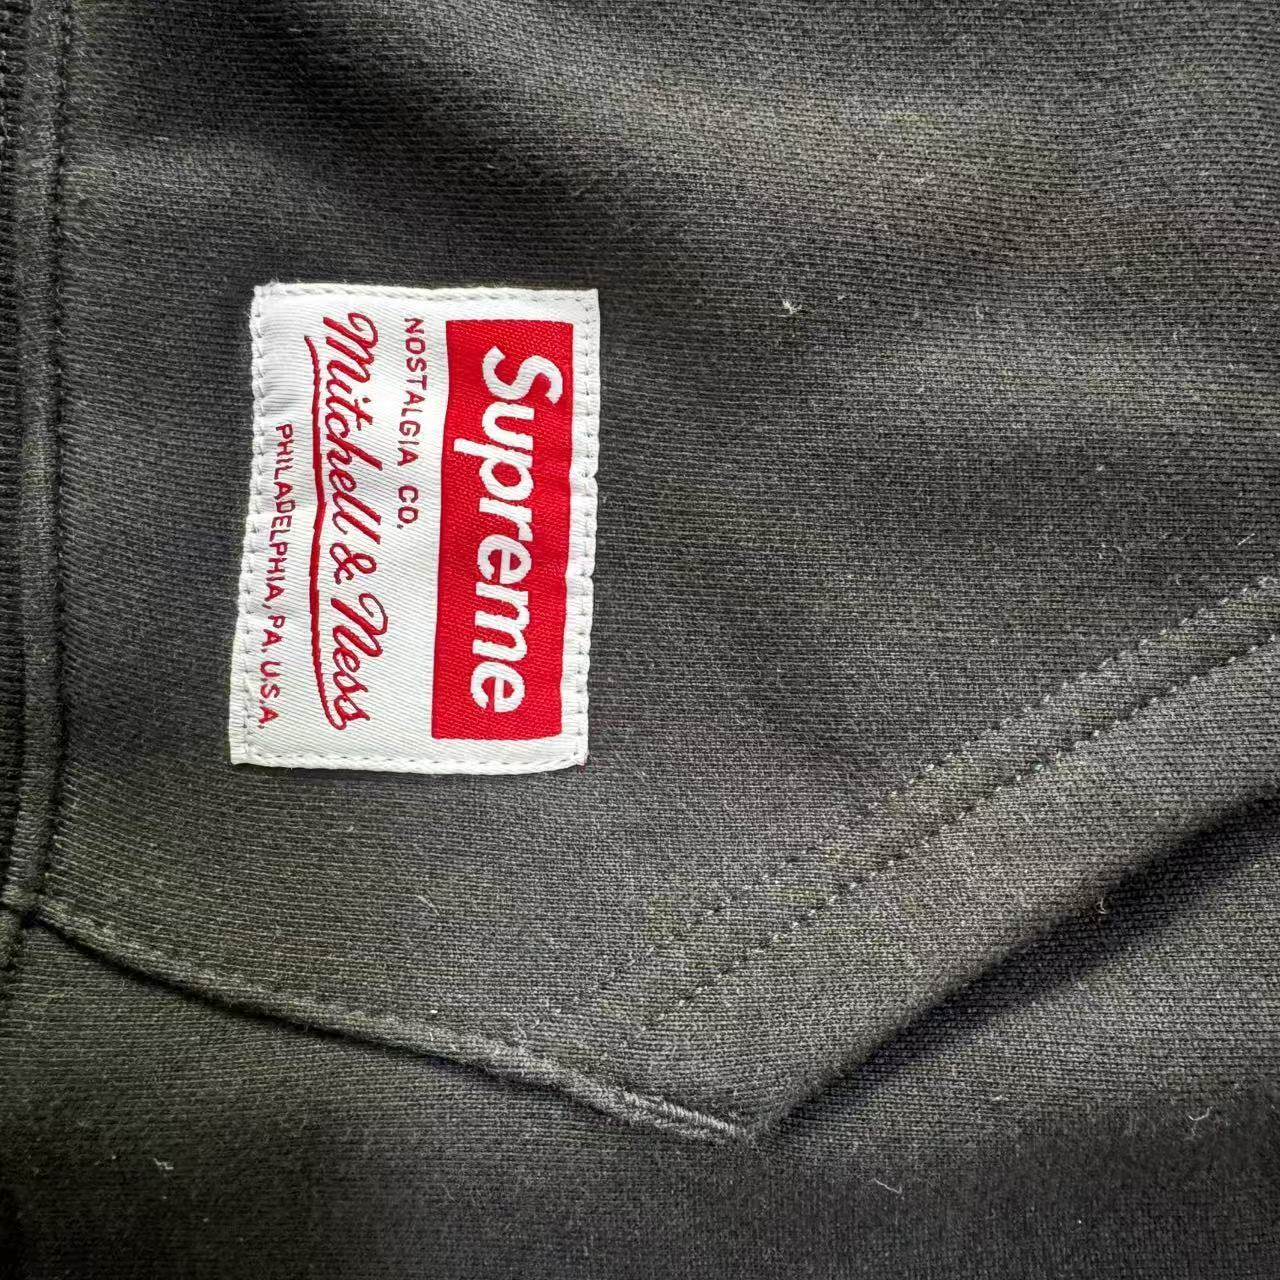 Supreme
NOSTALGIA CO.
Mitchell & Ness
PHILADELPHIA, PA. U.S.A.